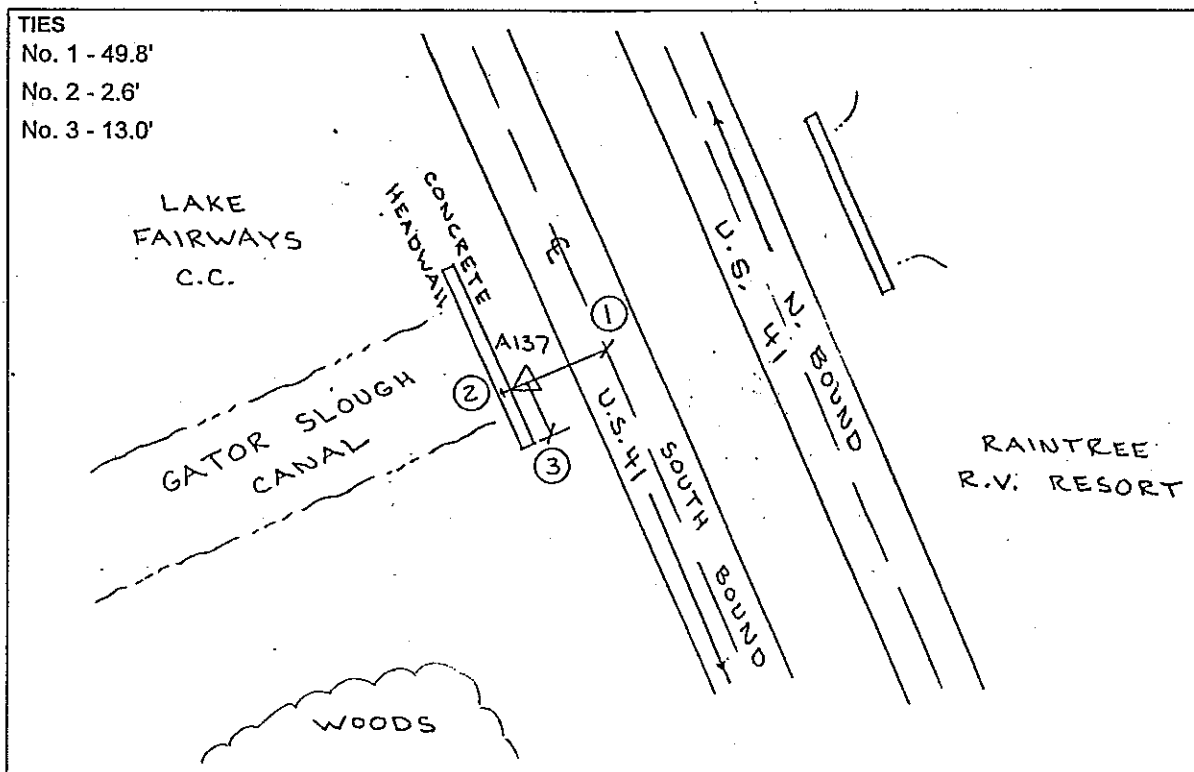 TIES
No. 1 - 49.8'
No. 2 - 2.6'
No. 3 - 13.0'
LAKE
FAIRWAYS
C.C.
CONCRETE
HEADWALL
℄
1
A137
2
3
GATOR SLOUGH
CANAL
U.S. 41
SOUTH BOUND
U.S. 41
N. BOUND
RAINTREE
R.V. RESORT
WOODS